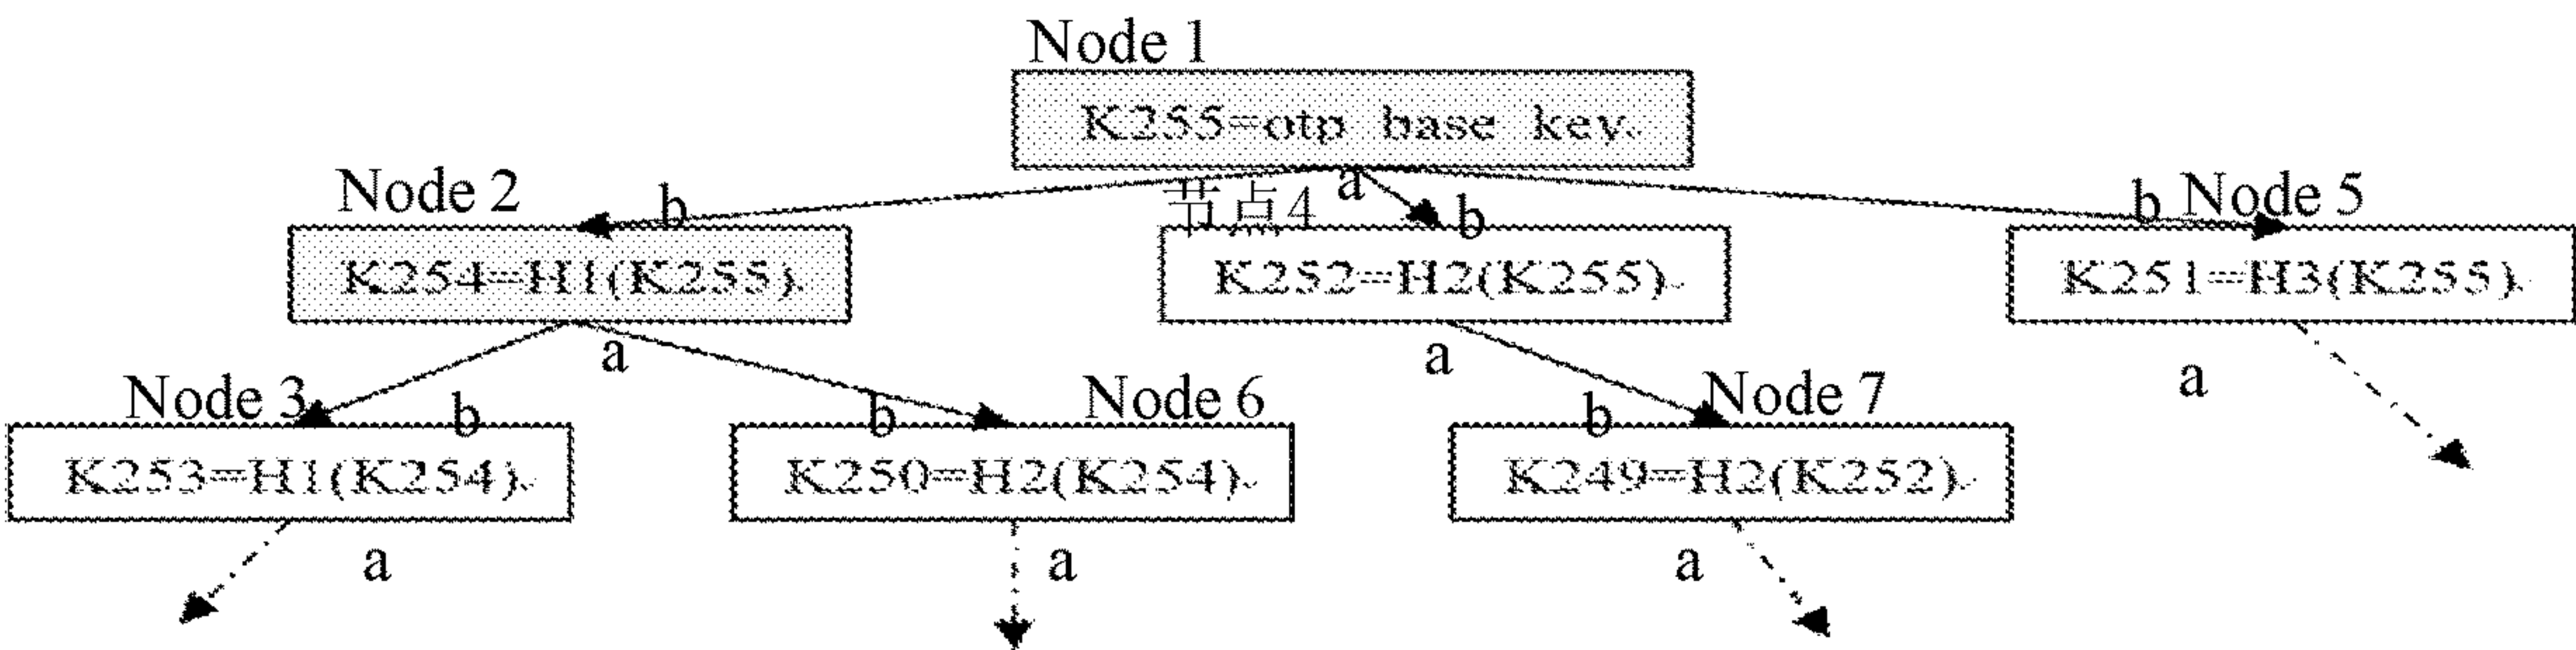 Node 1
K255=otp base key
Node 2
b
节点4
a
b
b
Node 5
K254=H1(K255)
K252=H2(K255)
K251=H3(K255)
a
a
a
Node 3
b
b
Node 6
b
Node 7
K253=H1(K254)
K250=H2(K254)
K249=H2(K252)
a
a
a